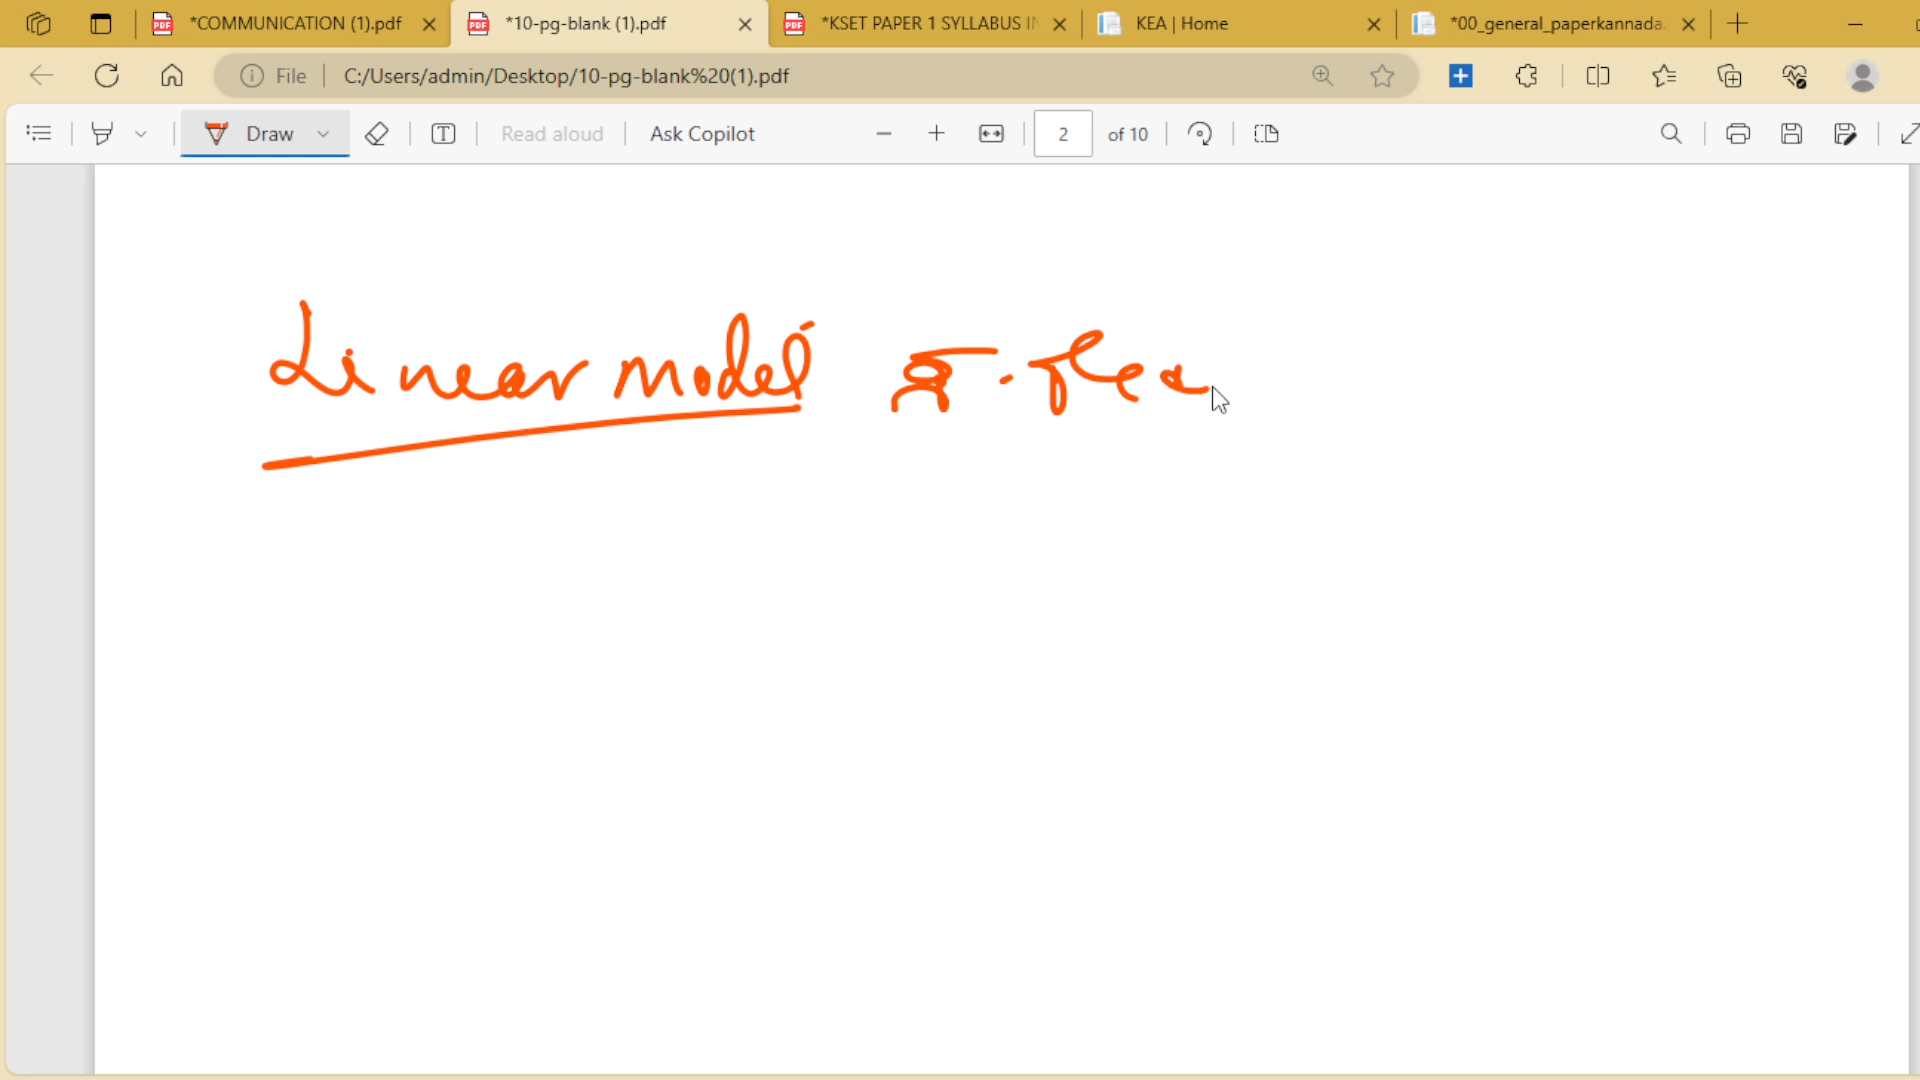 *COMMUNICATION (1).pdf *10-pg-blank (1).pdf *KSET PAPER 1 SYLLABUS IN KEA | Home *00_general_paperkannada.
File C:/Users/admin/Desktop/10-pg-blank%20(1).pdf
Draw Read aloud Ask Copilot 2 of 10
Linear model